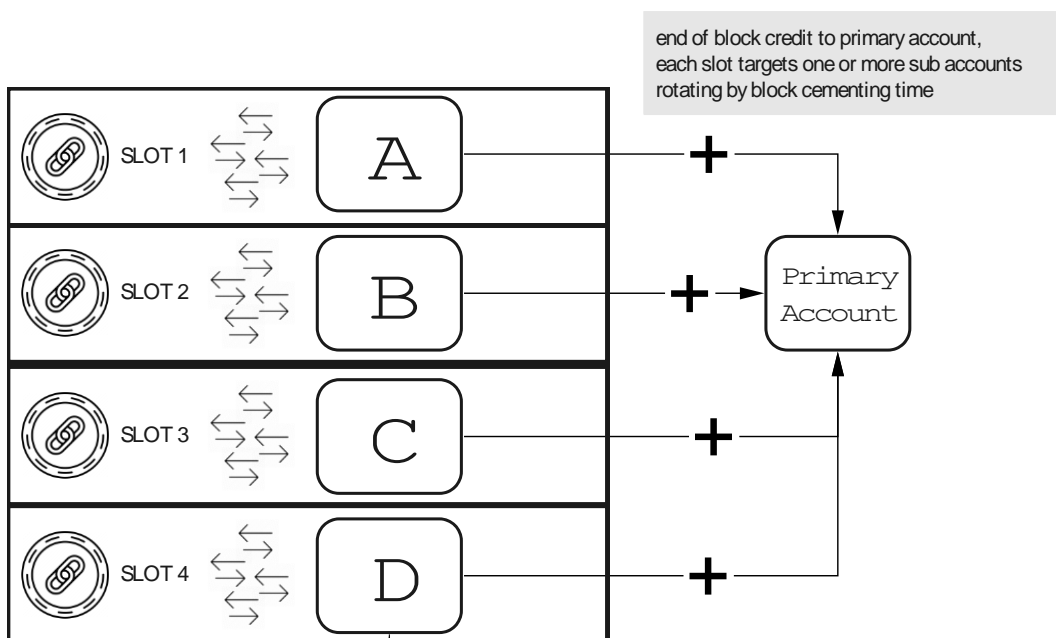 end of block credit to primary account,
each slot targets one or more sub accounts
rotating by block cementing time
SLOT 1
A
SLOT 2
B
Primary
Account
SLOT 3
C
SLOT 4
D